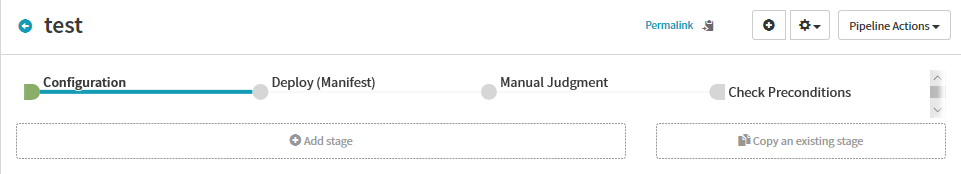 test
Permalink
Pipeline Actions
Configuration
Deploy (Manifest)
Manual Judgment
Check Preconditions
Add stage
Copy an existing stage